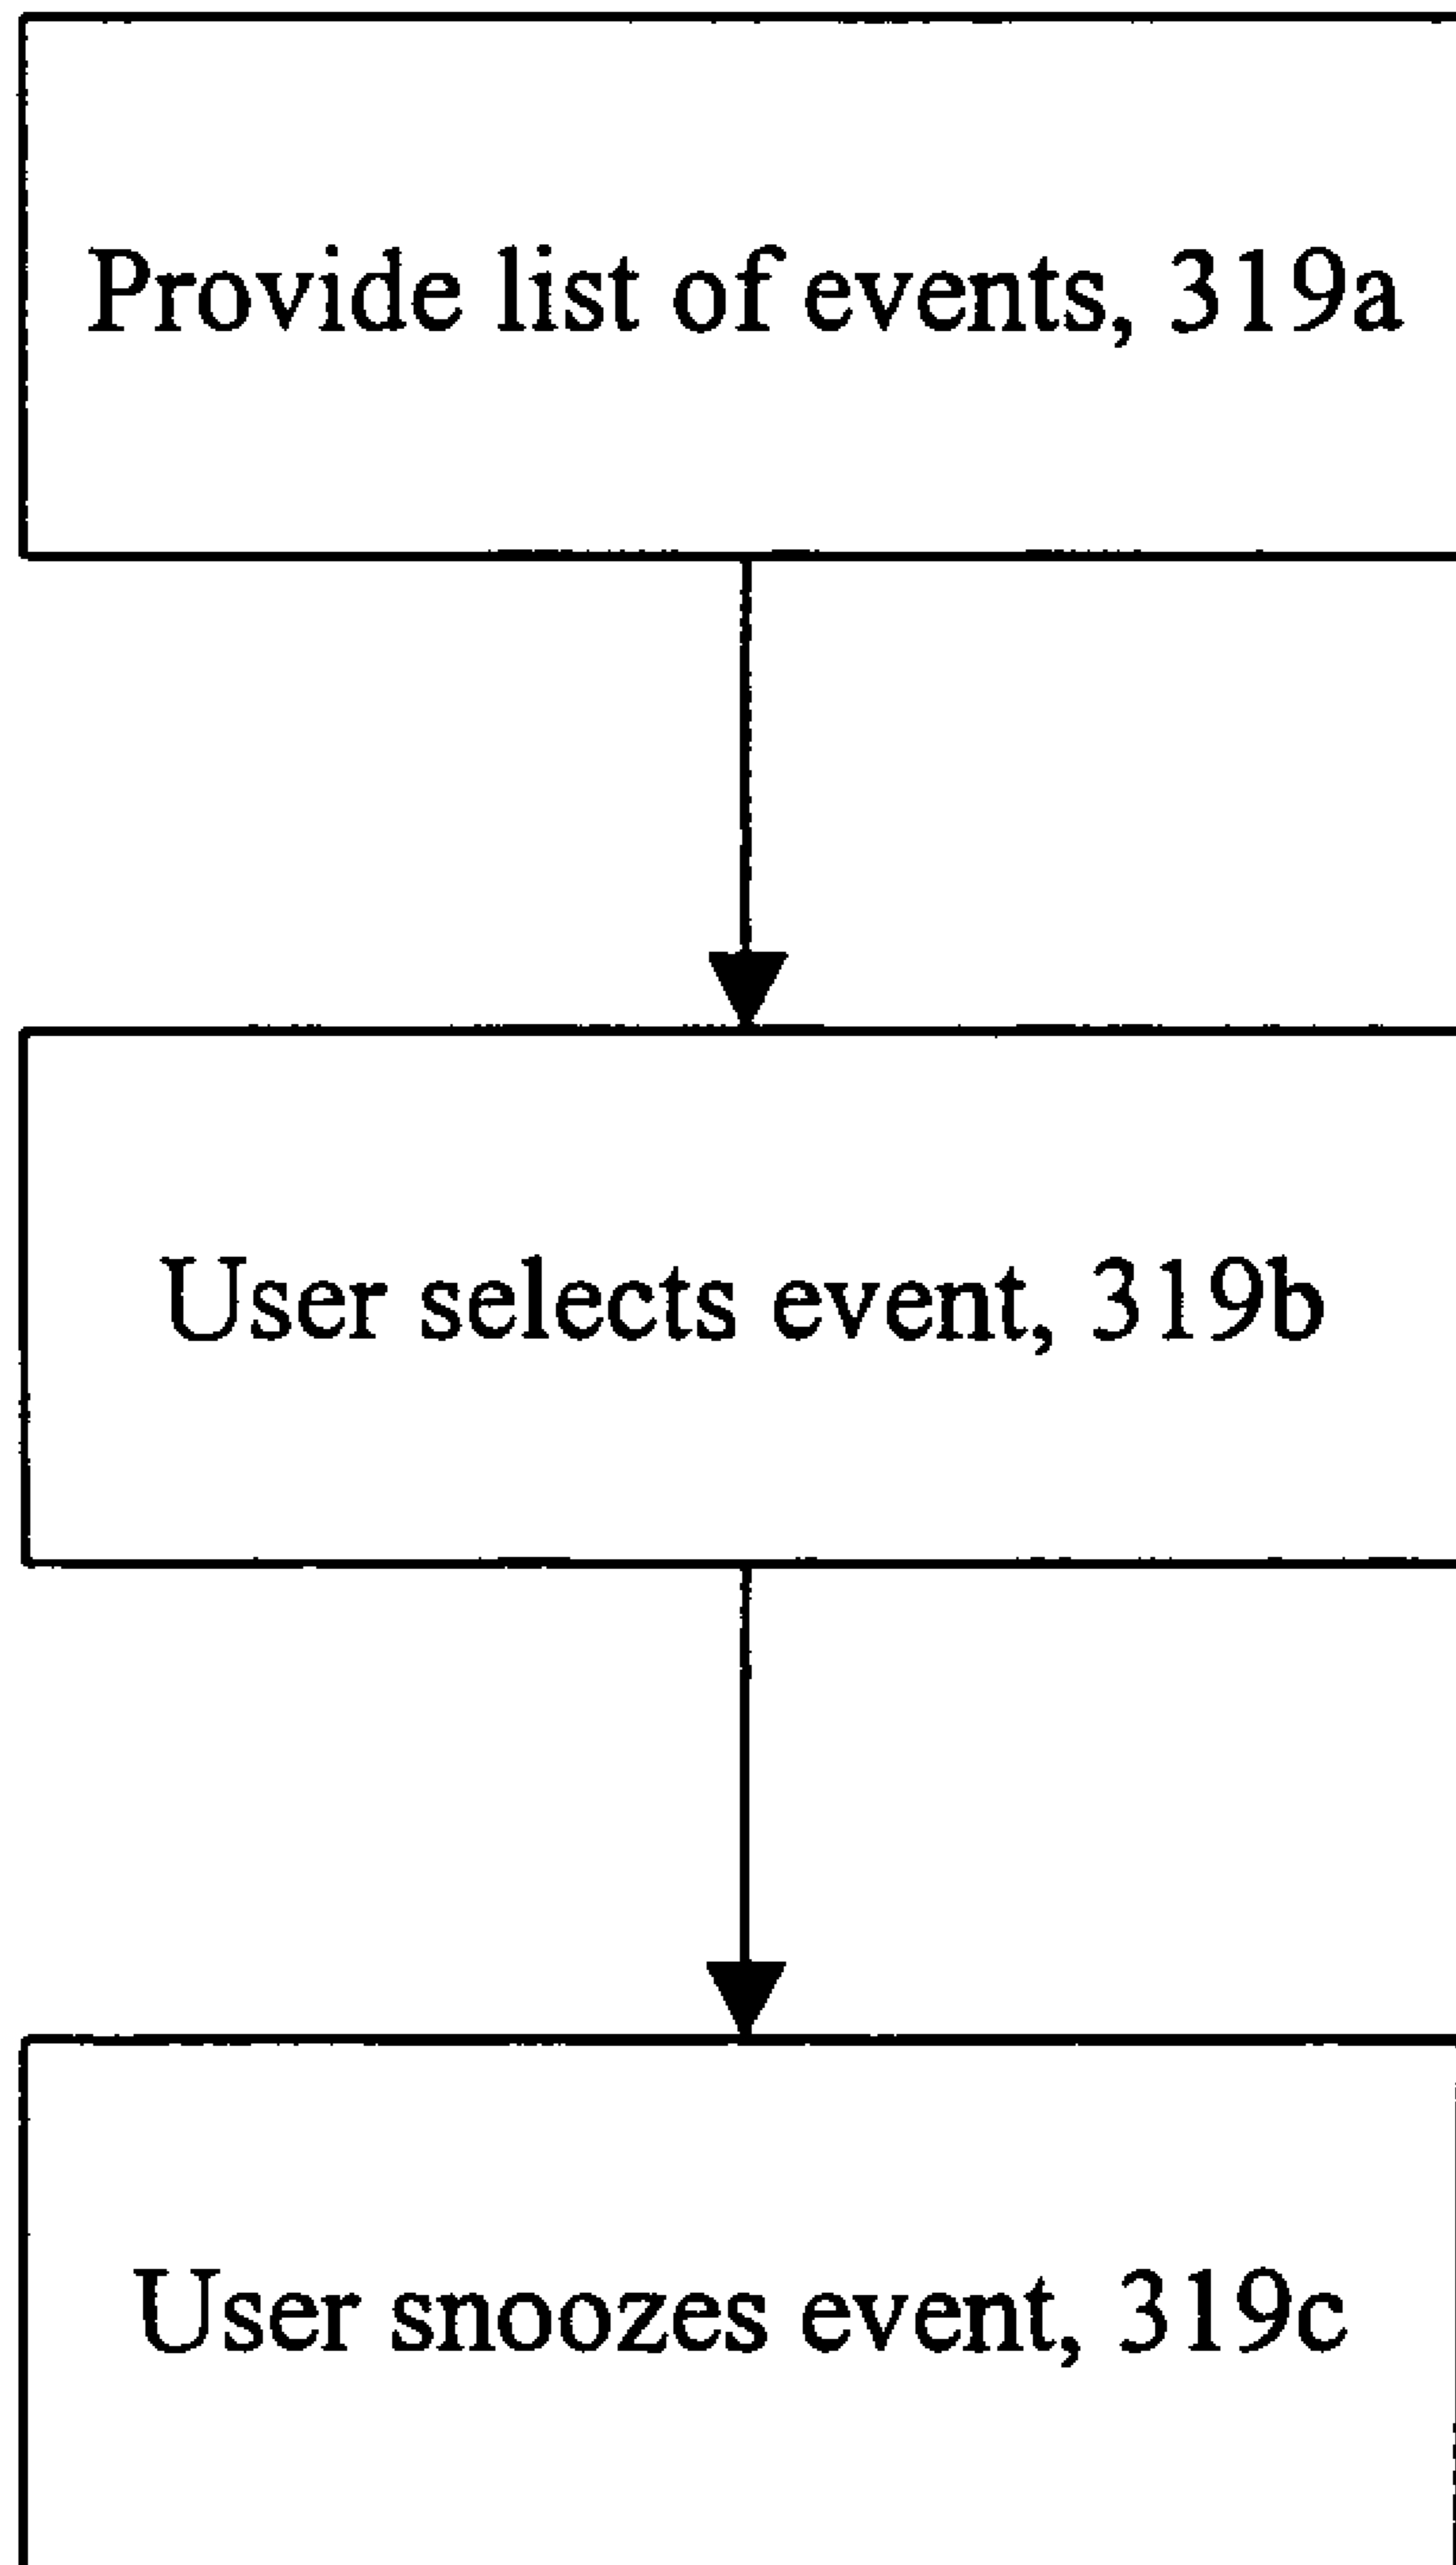 Provide list of events, 319a
User selects event, 319b
User snoozes event, 319c